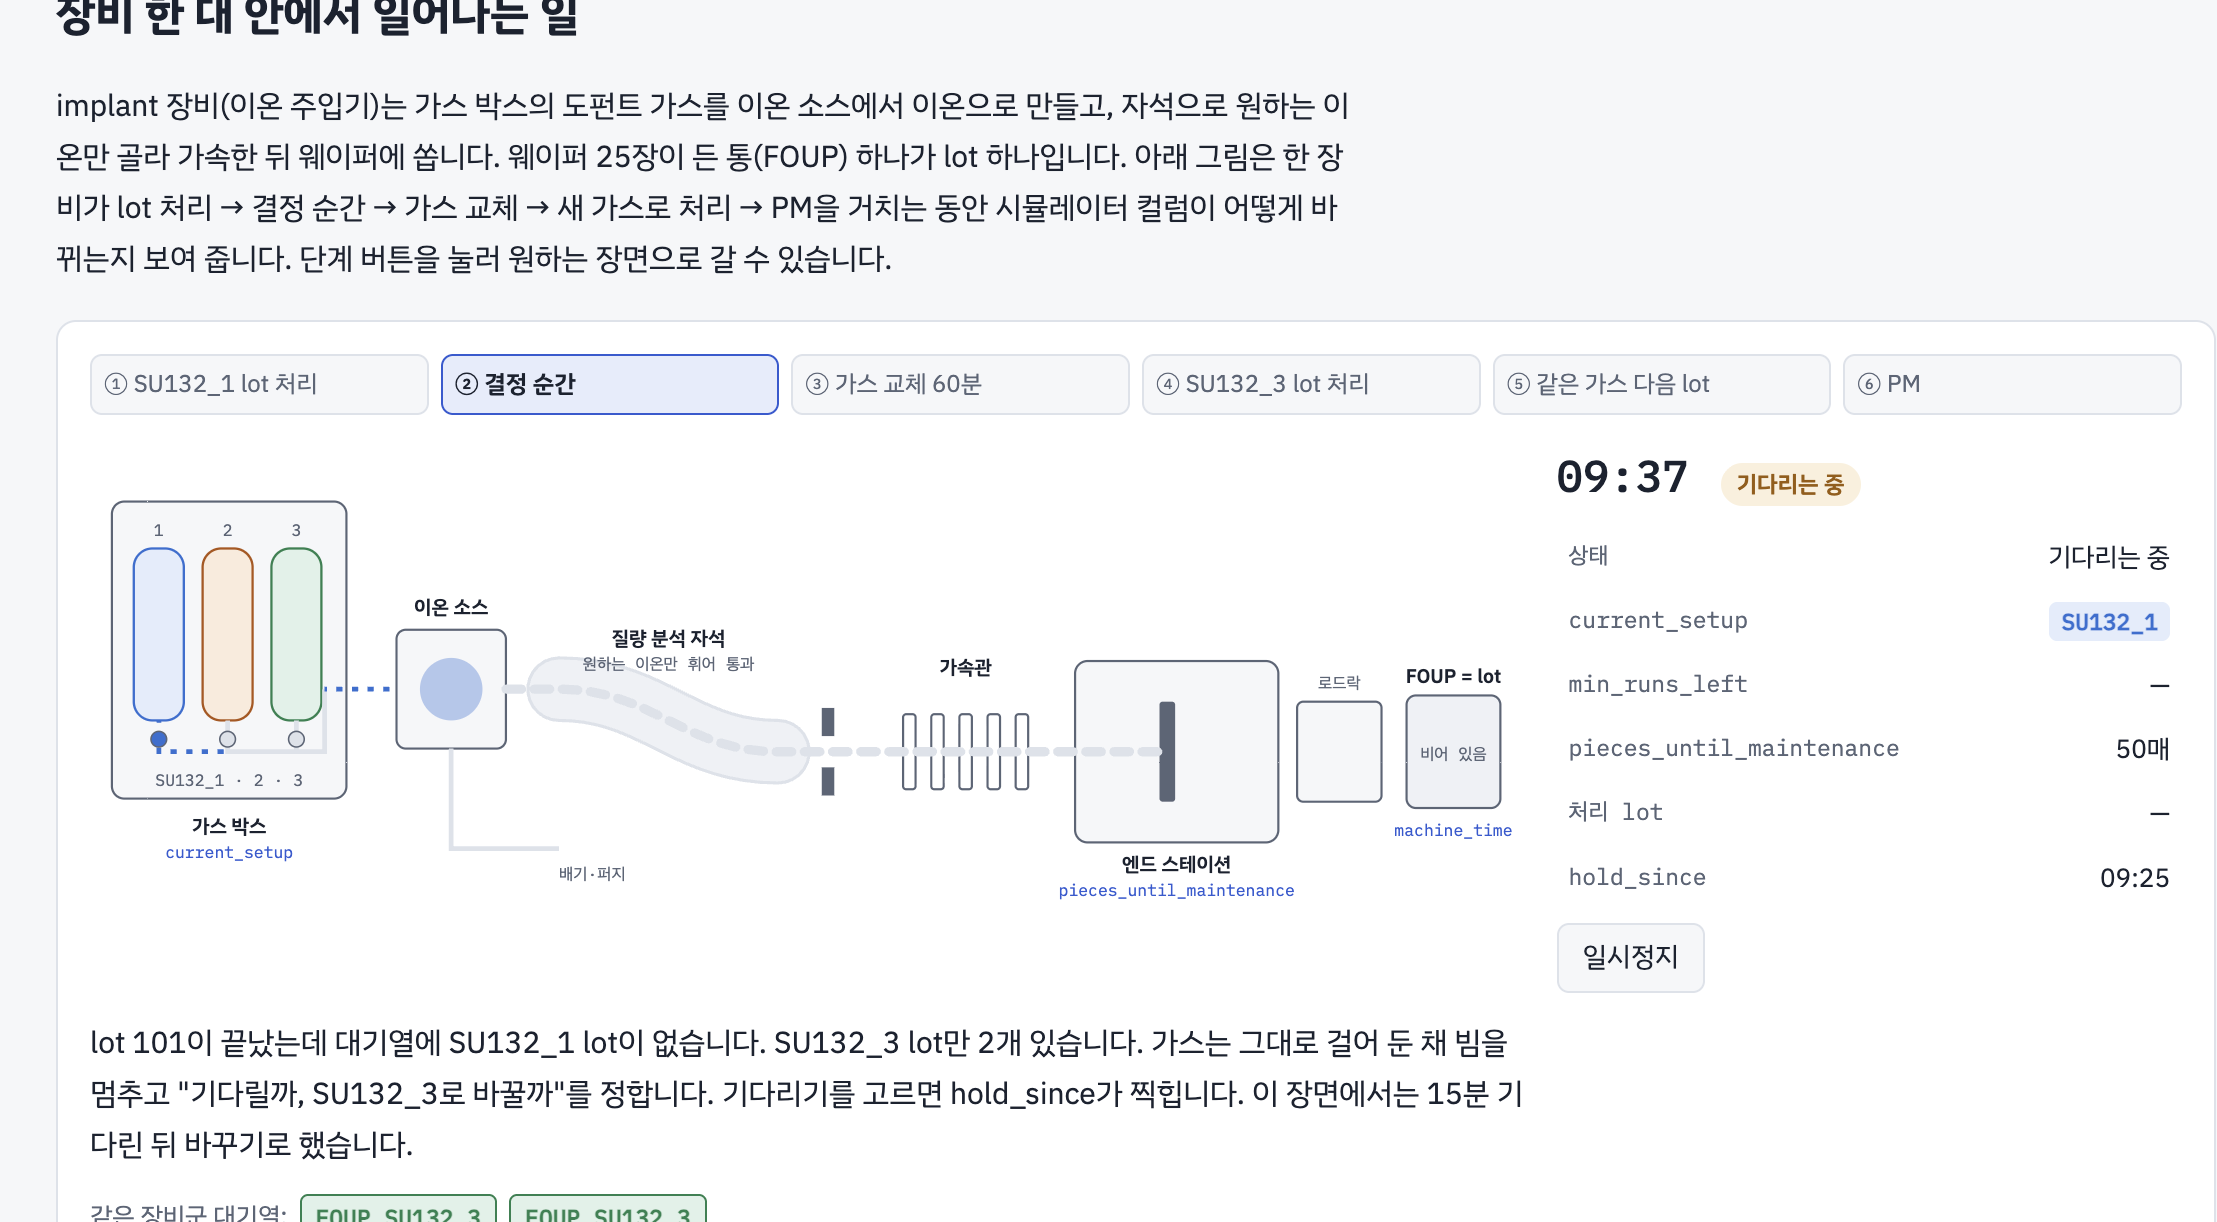 장비 한 대 안에서 일어나는 일
implant 장비(이온 주입기)는 가스 박스의 도펀트 가스를 이온 소스에서 이온으로 만들고, 자석으로 원하는 이
온만 골라 가속한 뒤 웨이퍼에 쏩니다. 웨이퍼 25장이 든 통(FOUP) 하나가 lot 하나입니다. 아래 그림은 한 장
비가 lot 처리 → 결정 순간 → 가스 교체 → 새 가스로 처리 → PM을 거치는 동안 시뮬레이터 컬럼이 어떻게 바
뀌는지 보여 줍니다. 단계 버튼을 눌러 원하는 장면으로 갈 수 있습니다.
① SU132_1 lot 처리
② 결정 순간
③ 가스 교체 60분
④ SU132_3 lot 처리
⑤ 같은 가스 다음 lot
⑥ PM
1 2 3
SU132_1 · 2 · 3
가스 박스
current_setup
이온 소스
질량 분석 자석
원하는 이온만 휘어 통과
배기·퍼지
가속관
엔드 스테이션
pieces_until_maintenance
로드락
FOUP = lot
비어 있음
machine_time
09:37 기다리는 중
상태 기다리는 중
current_setup SU132_1
min_runs_left —
pieces_until_maintenance 50매
처리 lot —
hold_since 09:25
일시정지
lot 101이 끝났는데 대기열에 SU132_1 lot이 없습니다. SU132_3 lot만 2개 있습니다. 가스는 그대로 걸어 둔 채 빔을
멈추고 "기다릴까, SU132_3로 바꿀까"를 정합니다. 기다리기를 고르면 hold_since가 찍힙니다. 이 장면에서는 15분 기
다린 뒤 바꾸기로 했습니다.
같은 장비군 대기열: FOUP SU132_3 FOUP SU132_3